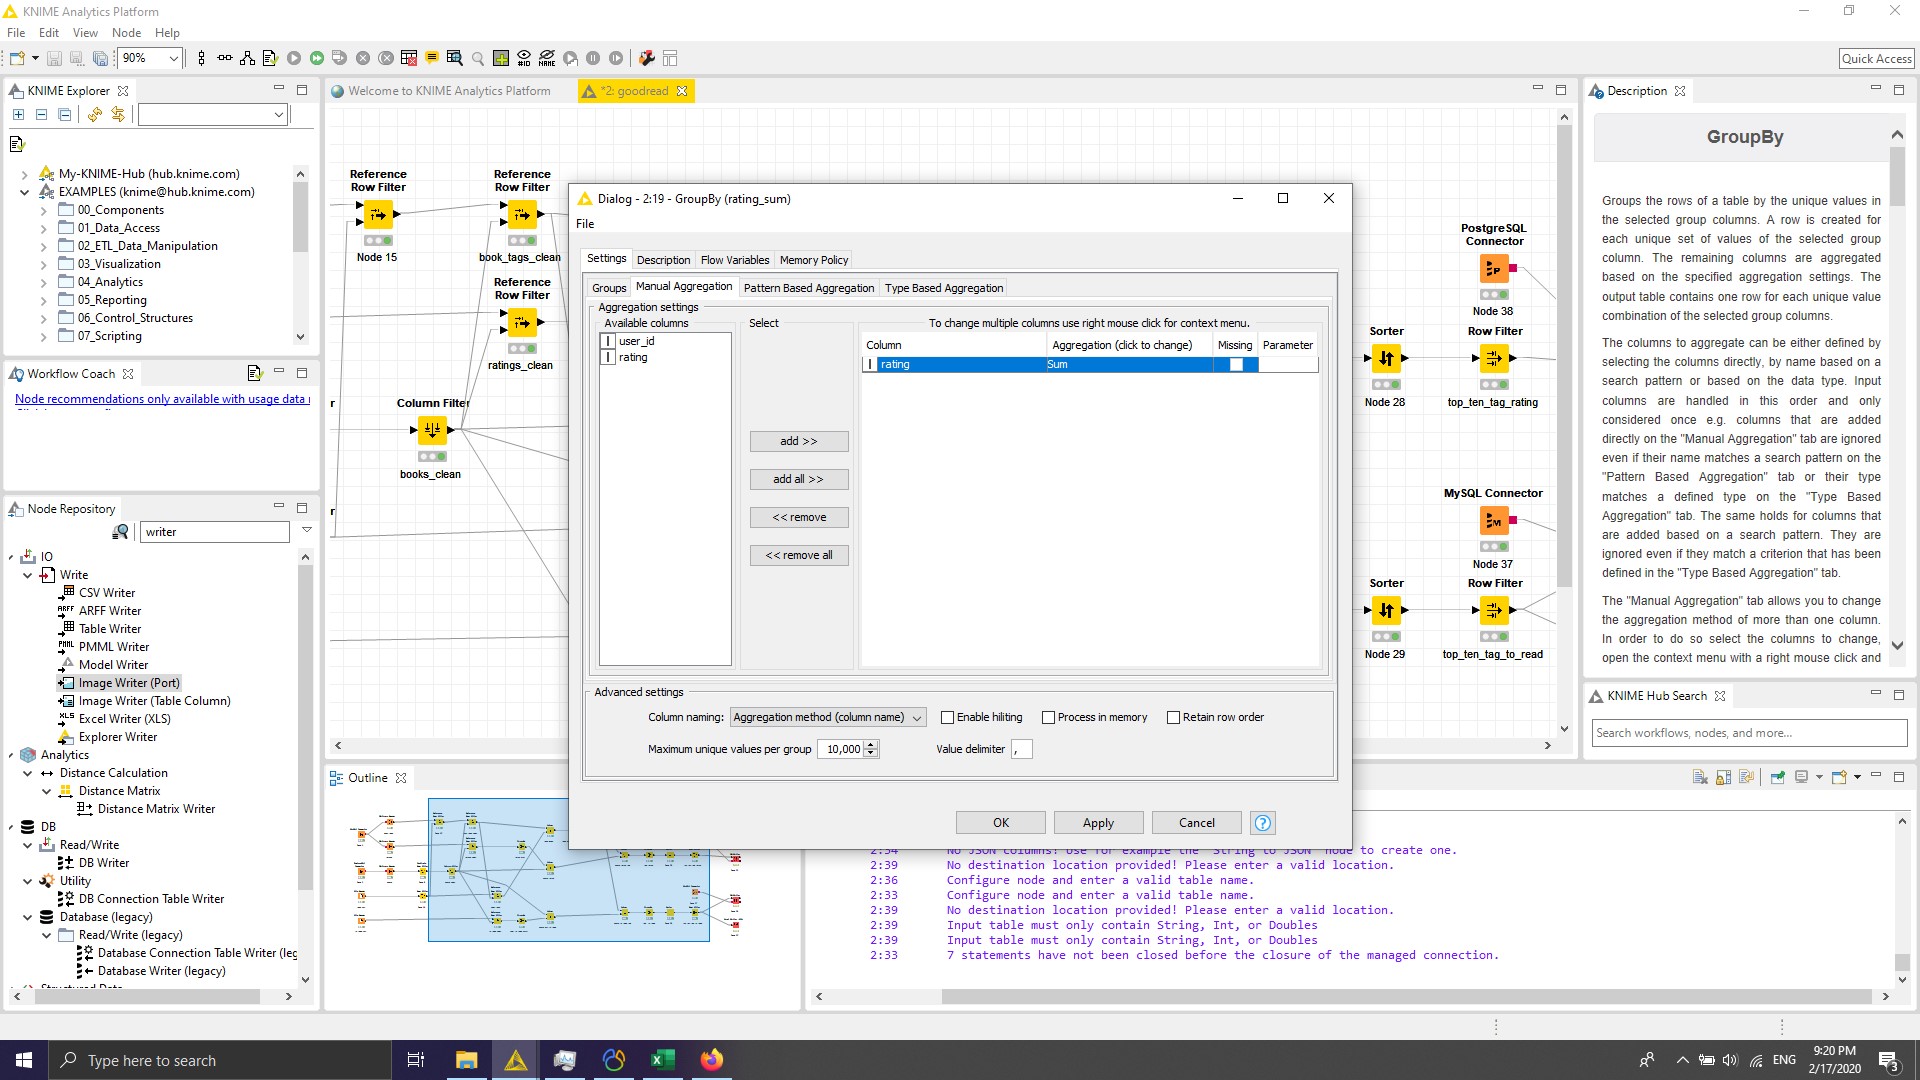 KNIME Analytics Platform
File Edit View Node Help
90%
Quick Access
KNIME Explorer
My-KNIME-Hub (hub.knime.com)
EXAMPLES (knime@hub.knime.com)
00_Components
01_Data_Access
02_ETL_Data_Manipulation
03_Visualization
04_Analytics
05_Reporting
06_Control_Structures
07_Scripting
Workflow Coach
Node recommendations only available with usage data r
Node Repository
writer
IO
Write
CSV Writer
ARFF Writer
Table Writer
PMML Writer
Model Writer
Image Writer (Port)
Image Writer (Table Column)
Excel Writer (XLS)
Explorer Writer
Analytics
Distance Calculation
Distance Matrix
Distance Matrix Writer
DB
Read/Write
DB Writer
Utility
DB Connection Table Writer
Database (legacy)
Read/Write (legacy)
Database Connection Table Writer (leg
Database Writer (legacy)
Welcome to KNIME Analytics Platform
*2: goodread
Reference
Row Filter
Node 15
Reference
Row Filter
book_tags_clean
Reference
Row Filter
ratings_clean
Column Filter
books_clean
Dialog - 2:19 - GroupBy (rating_sum)
File
Settings Description Flow Variables Memory Policy
Groups Manual Aggregation Pattern Based Aggregation Type Based Aggregation
Aggregation settings
Available columns
user_id
rating
Select
add >>
add all >>
<< remove
<< remove all
To change multiple columns use right mouse click for context menu.
Column Aggregation (click to change) Missing Parameter
rating Sum
Advanced settings
Column naming: Aggregation method (column name) Enable hiliting Process in memory Retain row order
Maximum unique values per group 10,000 Value delimiter ,
OK Apply Cancel
PostgreSQL
Connector
Node 38
Sorter
Node 28
Row Filter
top_ten_tag_rating
MySQL Connector
Node 37
Sorter
Node 29
Row Filter
top_ten_tag_to_read
Outline
2:34 No JSON columns! Use for example the "String to JSON" node to create one.
2:39 No destination location provided! Please enter a valid location.
2:36 Configure node and enter a valid table name.
2:33 Configure node and enter a valid table name.
2:39 No destination location provided! Please enter a valid location.
2:39 Input table must only contain String, Int, or Doubles
2:39 Input table must only contain String, Int, or Doubles
2:33 7 statements have not been closed before the closure of the managed connection.
Description
GroupBy
Groups the rows of a table by the unique values in
the selected group columns. A row is created for
each unique set of values of the selected group
column. The remaining columns are aggregated
based on the specified aggregation settings. The
output table contains one row for each unique value
combination of the selected group columns.
The columns to aggregate can be either defined by
selecting the columns directly, by name based on a
search pattern or based on the data type. Input
columns are handled in this order and only
considered once e.g. columns that are added
directly on the "Manual Aggregation" tab are ignored
even if their name matches a search pattern on the
"Pattern Based Aggregation" tab or their type
matches a defined type on the "Type Based
Aggregation" tab. The same holds for columns that
are added based on a search pattern. They are
ignored even if they match a criterion that has been
defined in the "Type Based Aggregation" tab.
The "Manual Aggregation" tab allows you to change
the aggregation method of more than one column.
In order to do so select the columns to change,
open the context menu with a right mouse click and
KNIME Hub Search
Search workflows, nodes, and more...
Type here to search
ENG
9:20 PM
2/17/2020
3